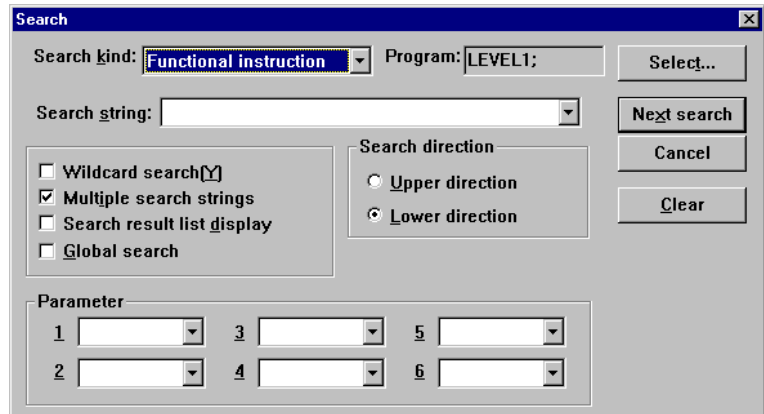 Search
Search kind: Functional instruction Program: LEVEL1; Select...
Search string: Next search
Cancel
Search direction
Wildcard search(Y) Upper direction
Multiple search strings
Search result list display Lower direction Clear
Global search
Parameter
1 3 5
2 4 6